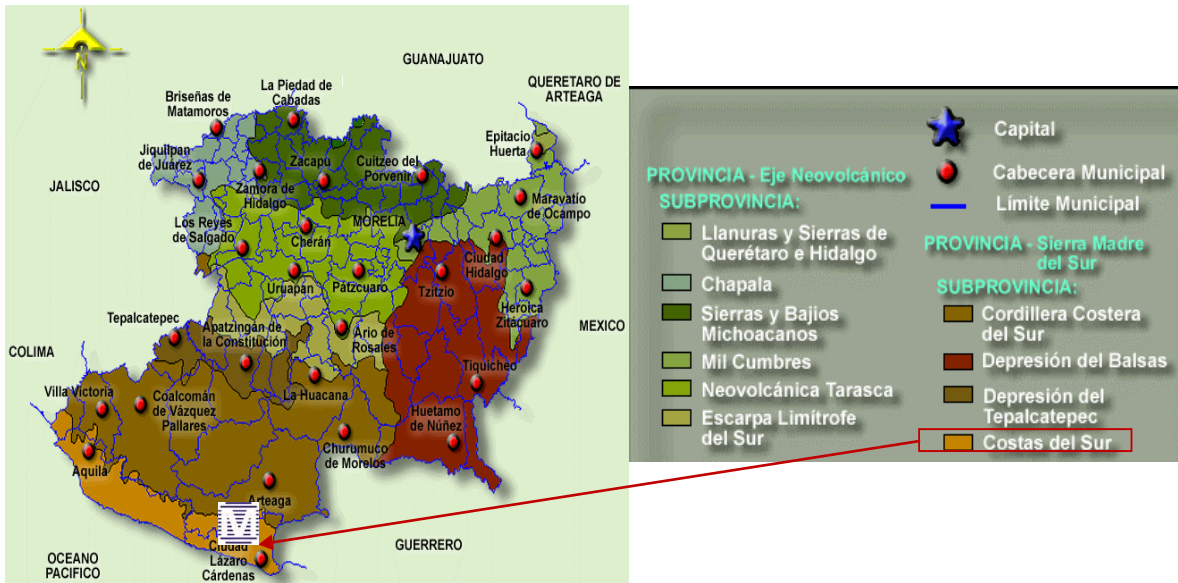 N
GUANAJUATO
QUERETARO DE
ARTEAGA
La Piedad de
Cabadas
Briseñas de
Matamoros
Epitacio
Huerta
Jiquilpan
de Juárez
Zacapú
Cuitzeo del
Porvenir
JALISCO
Zamora de
Hidalgo
Maravatío
de Ocámpo
Los Reyes
de Salgado
MORELIA
Cherán
Ciudad
Hidalgo
Uruapan
Pátzcuaro
Tzitzio
Heroica
Zitácuaro
Tepalcatepec
Apatzingán de
la Constitución
Ario de
Rosales
MEXICO
COLIMA
Tiquicheo
Villa Victoria
Coalcomán
de Vázquez
Pallares
La Huacana
Huetamo
de Núñez
Churumuco
de Morelos
Aquila
Arteaga
M
Ciudad
Lázaro
Cárdenas
GUERRERO
OCEANO
PACIFICO
Capital
Cabecera Municipal
Límite Municipal
PROVINCIA - Eje Neovolcánico
SUBPROVINCIA:
Llanuras y Sierras de
Querétaro e Hidalgo
Chapala
Sierras y Bajios
Michoacanos
Mil Cumbres
Neovolcánica Tarasca
Escarpa Limítrofe
del Sur
PROVINCIA - Sierra Madre
del Sur
SUBPROVINCIA:
Cordillera Costera
del Sur
Depresión del Balsas
Depresión del
Tepalcatepec
Costas del Sur